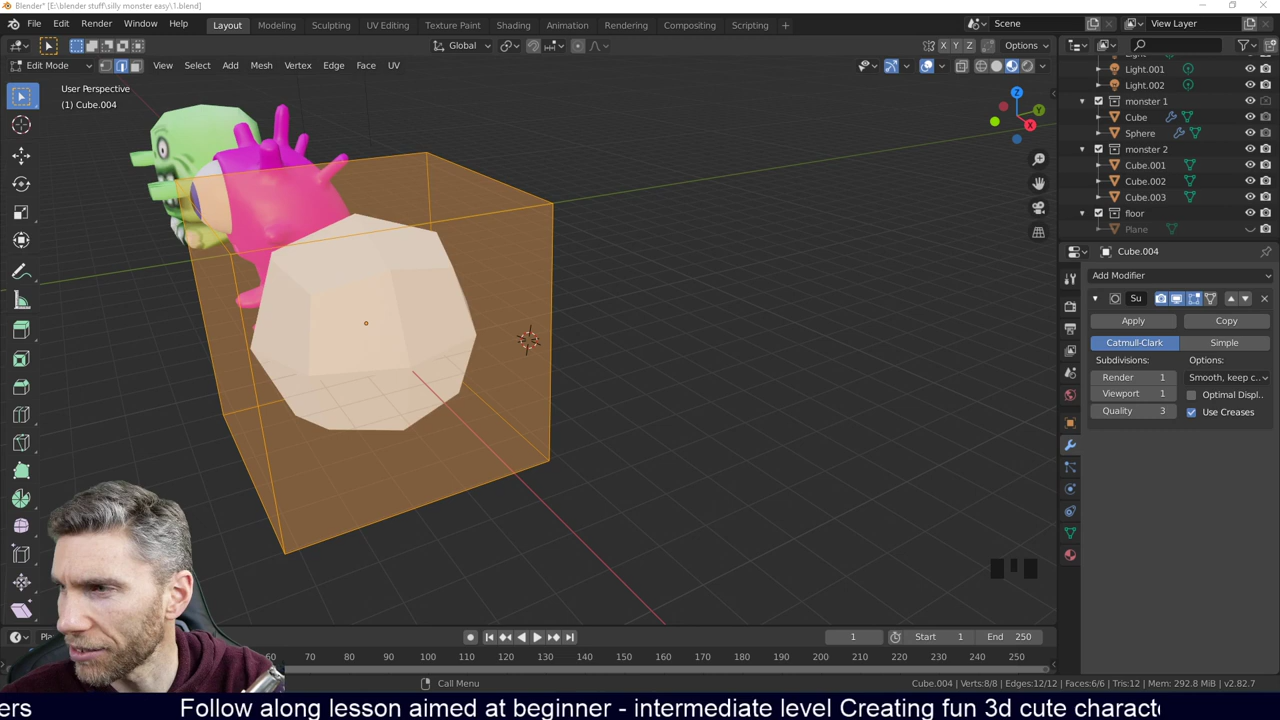 Blender* [E:\blender stuff\silly monster easy\1.blend]
File Edit Render Window Help Layout Modeling Sculpting UV Editing Texture Paint Shading Animation Rendering Compositing Scripting + Scene View Layer
Global Options
X Y Z
Edit Mode View Select Add Mesh Vertex Edge Face UV
User Perspective
(1) Cube.004
Z
Y
X
Light.001
Light.002
monster 1
Cube
Sphere
monster 2
Cube.001
Cube.002
Cube.003
floor
Plane
Cube.004
Add Modifier
Su
Apply Copy
Catmull-Clark Simple
Subdivisions: Options:
Render 1 Smooth, keep c..
Viewport 1 Optimal Displ..
Quality 3 Use Creases
1 Start 1 End 250
60 70 80 90 100 110 120 130 140 150 160 170 180 190 200 210 220 230 240 250
Call Menu
Cube.004 | Verts:8/8 | Edges:12/12 | Faces:6/6 | Tris:12 | Mem: 292.8 MiB | v2.82.7
ers Follow along lesson aimed at beginner - intermediate level Creating fun 3d cute charact